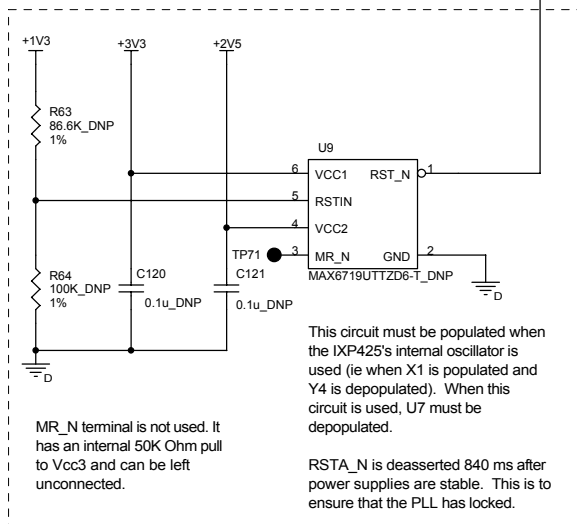 +1V3
+3V3
+2V5
R63
86.6K_DNP
1%
U9
6
VCC1
RST_N
1
5
RSTIN
4
VCC2
TP71
3
MR_N
GND
2
MAX6719UTTZD6-T_DNP
R64
100K_DNP
1%
C120
0.1u_DNP
C121
0.1u_DNP
D
D
This circuit must be populated when
the IXP425's internal oscillator is
used (ie when X1 is populated and
Y4 is depopulated). When this
circuit is used, U7 must be
depopulated.
MR_N terminal is not used. It
has an internal 50K Ohm pull
to Vcc3 and can be left
unconnected.
RSTA_N is deasserted 840 ms after
power supplies are stable. This is to
ensure that the PLL has locked.